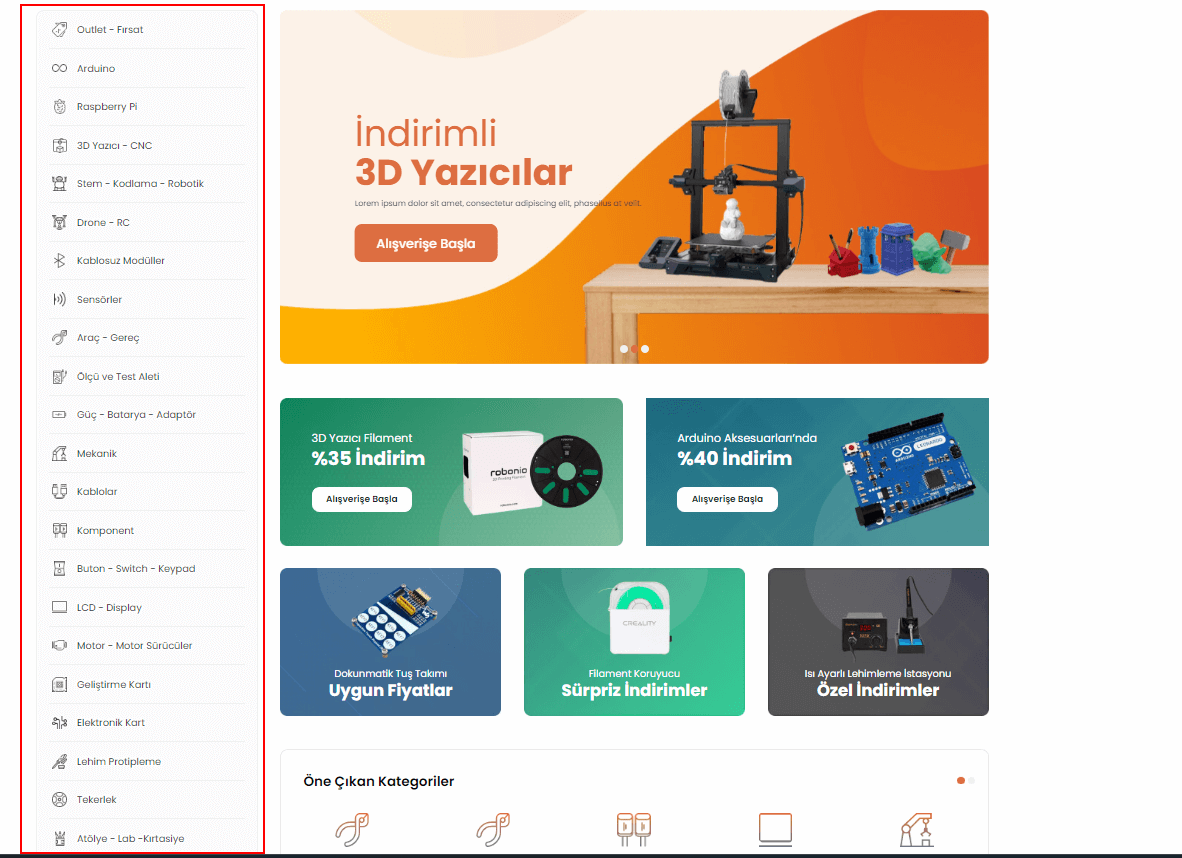 Outlet - Fırsat
Arduino
Raspberry Pi
3D Yazıcı - CNC
Stem - Kodlama - Robotik
Drone - RC
Kablosuz Modüller
Sensörler
Araç - Gereç
Ölçü ve Test Aleti
Güç - Batarya - Adaptör
Mekanik
Kablolar
Komponent
Buton - Switch - Keypad
LCD - Display
Motor - Motor Sürücüler
Geliştirme Kartı
Elektronik Kart
Lehim Protipleme
Tekerlek
Atölye - Lab -Kırtasiye
İndirimli
3D Yazıcılar
Lorem ipsum dolor sit amet, consectetur adipiscing elit, phasellus at velit.
Alışverişe Başla
3D Yazıcı Filament
%35 İndirim
Alışverişe Başla
robonio
Arduino Aksesuarları'nda
%40 İndirim
Alışverişe Başla
LEONARDO
ARDUINO
Dokunmatik Tuş Takımı
Uygun Fiyatlar
CREALITY
Filament Koruyucu
Sürpriz İndirimler
Isı Ayarlı Lehimleme İstasyonu
Özel İndirimler
Öne Çıkan Kategoriler